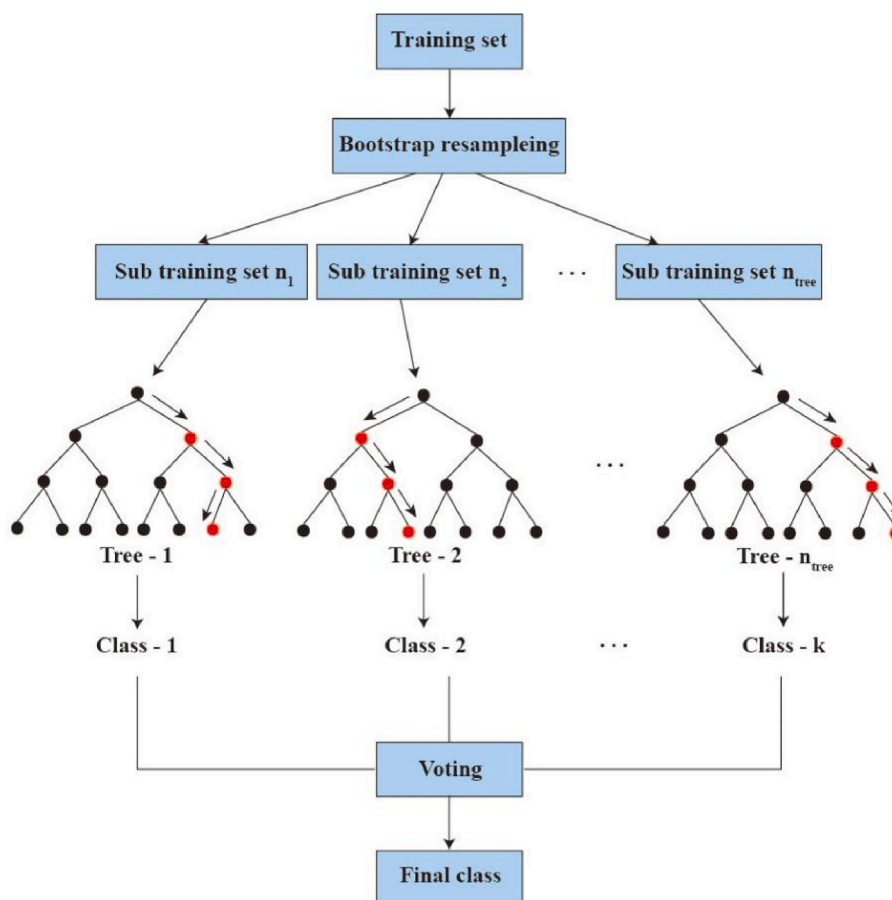 Training set
Bootstrap resampleing
Sub training set n1
Sub training set n2
...
Sub training set ntree
...
Tree - 1
Tree - 2
Tree - ntree
Class - 1
Class - 2
...
Class - k
Voting
Final class